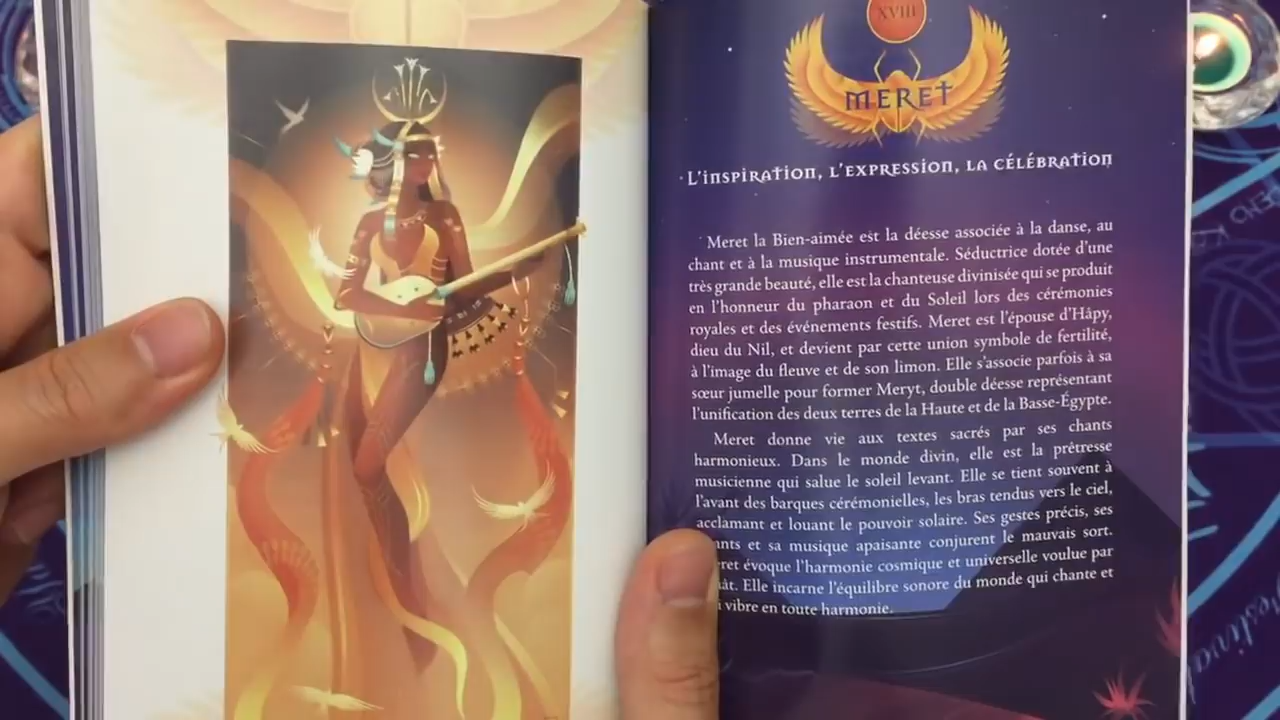 XVIII
MERET
L'INSPIRATION, L'EXPRESSION, LA CÉLÉBRATION
Meret la Bien-aimée est la déesse associée à la danse, au
chant et à la musique instrumentale. Séductrice dotée d'une
très grande beauté, elle est la chanteuse divinisée qui se produit
en l'honneur du pharaon et du Soleil lors des cérémonies
royales et des événements festifs. Meret est l'épouse d'Hâpy,
dieu du Nil, et devient par cette union symbole de fertilité,
à l'image du fleuve et de son limon. Elle s'associe parfois à sa
sœur jumelle pour former Meryt, double déesse représentant
l'unification des deux terres de la Haute et de la Basse-Égypte.
Meret donne vie aux textes sacrés par ses chants
harmonieux. Dans le monde divin, elle est la prêtresse
musicienne qui salue le soleil levant. Elle se tient souvent à
l'avant des barques cérémonielles, les bras tendus vers le ciel,
acclamant et louant le pouvoir solaire. Ses gestes précis, ses
et sa musique apaisante conjurent le mauvais sort.
évoque l'harmonie cosmique et universelle voulue par
Elle incarne l'équilibre sonore du monde qui chante et
vibre en toute harmonie.